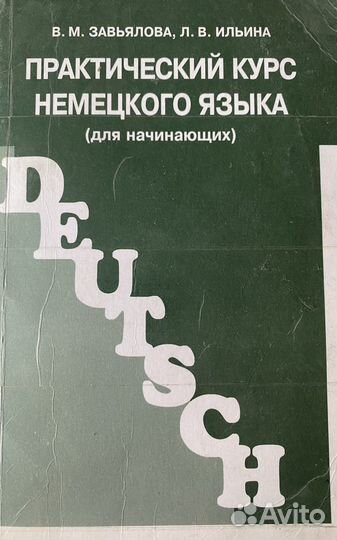 В. М. ЗАВЬЯЛОВА, Л. В. ИЛЬИНА
ПРАКТИЧЕСКИЙ КУРС
НЕМЕЦКОГО ЯЗЫКА
(для начинающих)
DEUTSCH
Avito